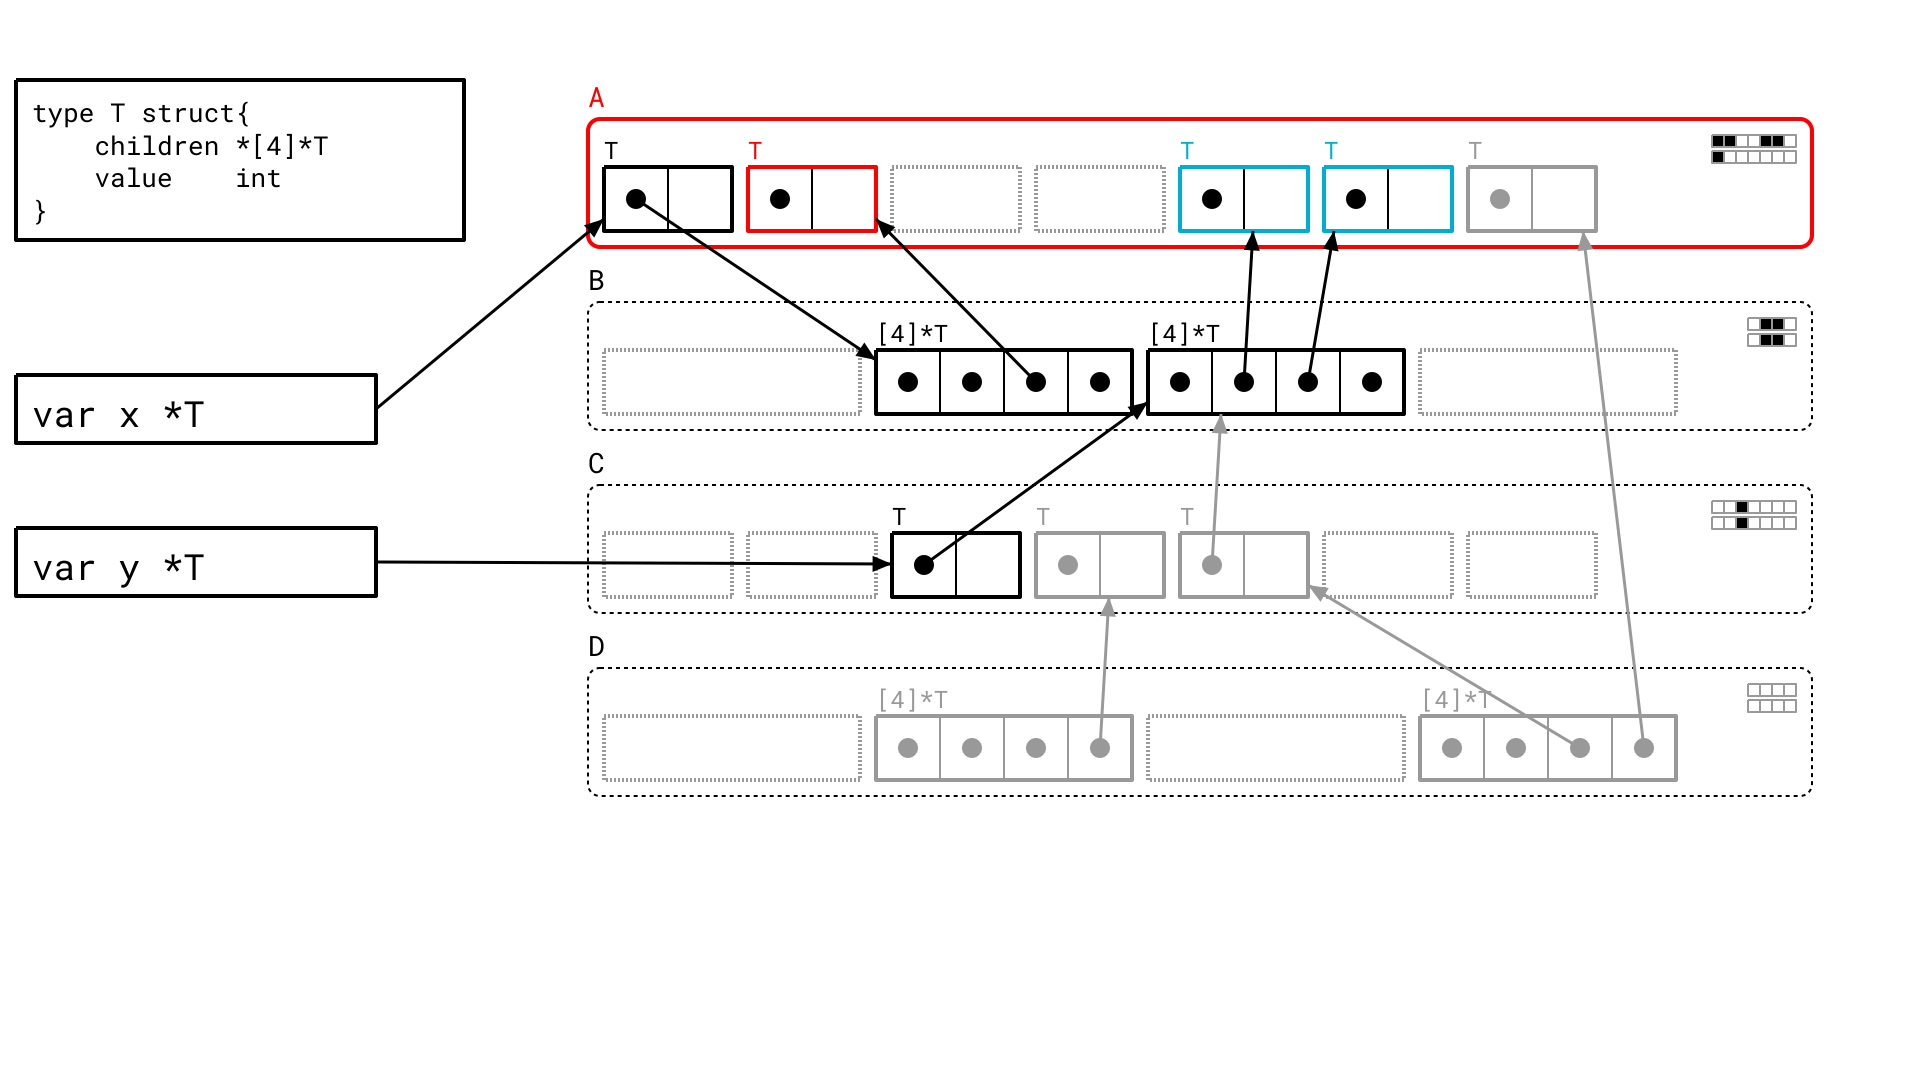 type T struct{
    children *[4]*T
    value    int
}
var x *T
var y *T
A
T T T T T
B
[4]*T [4]*T
C
T T T
D
[4]*T [4]*T